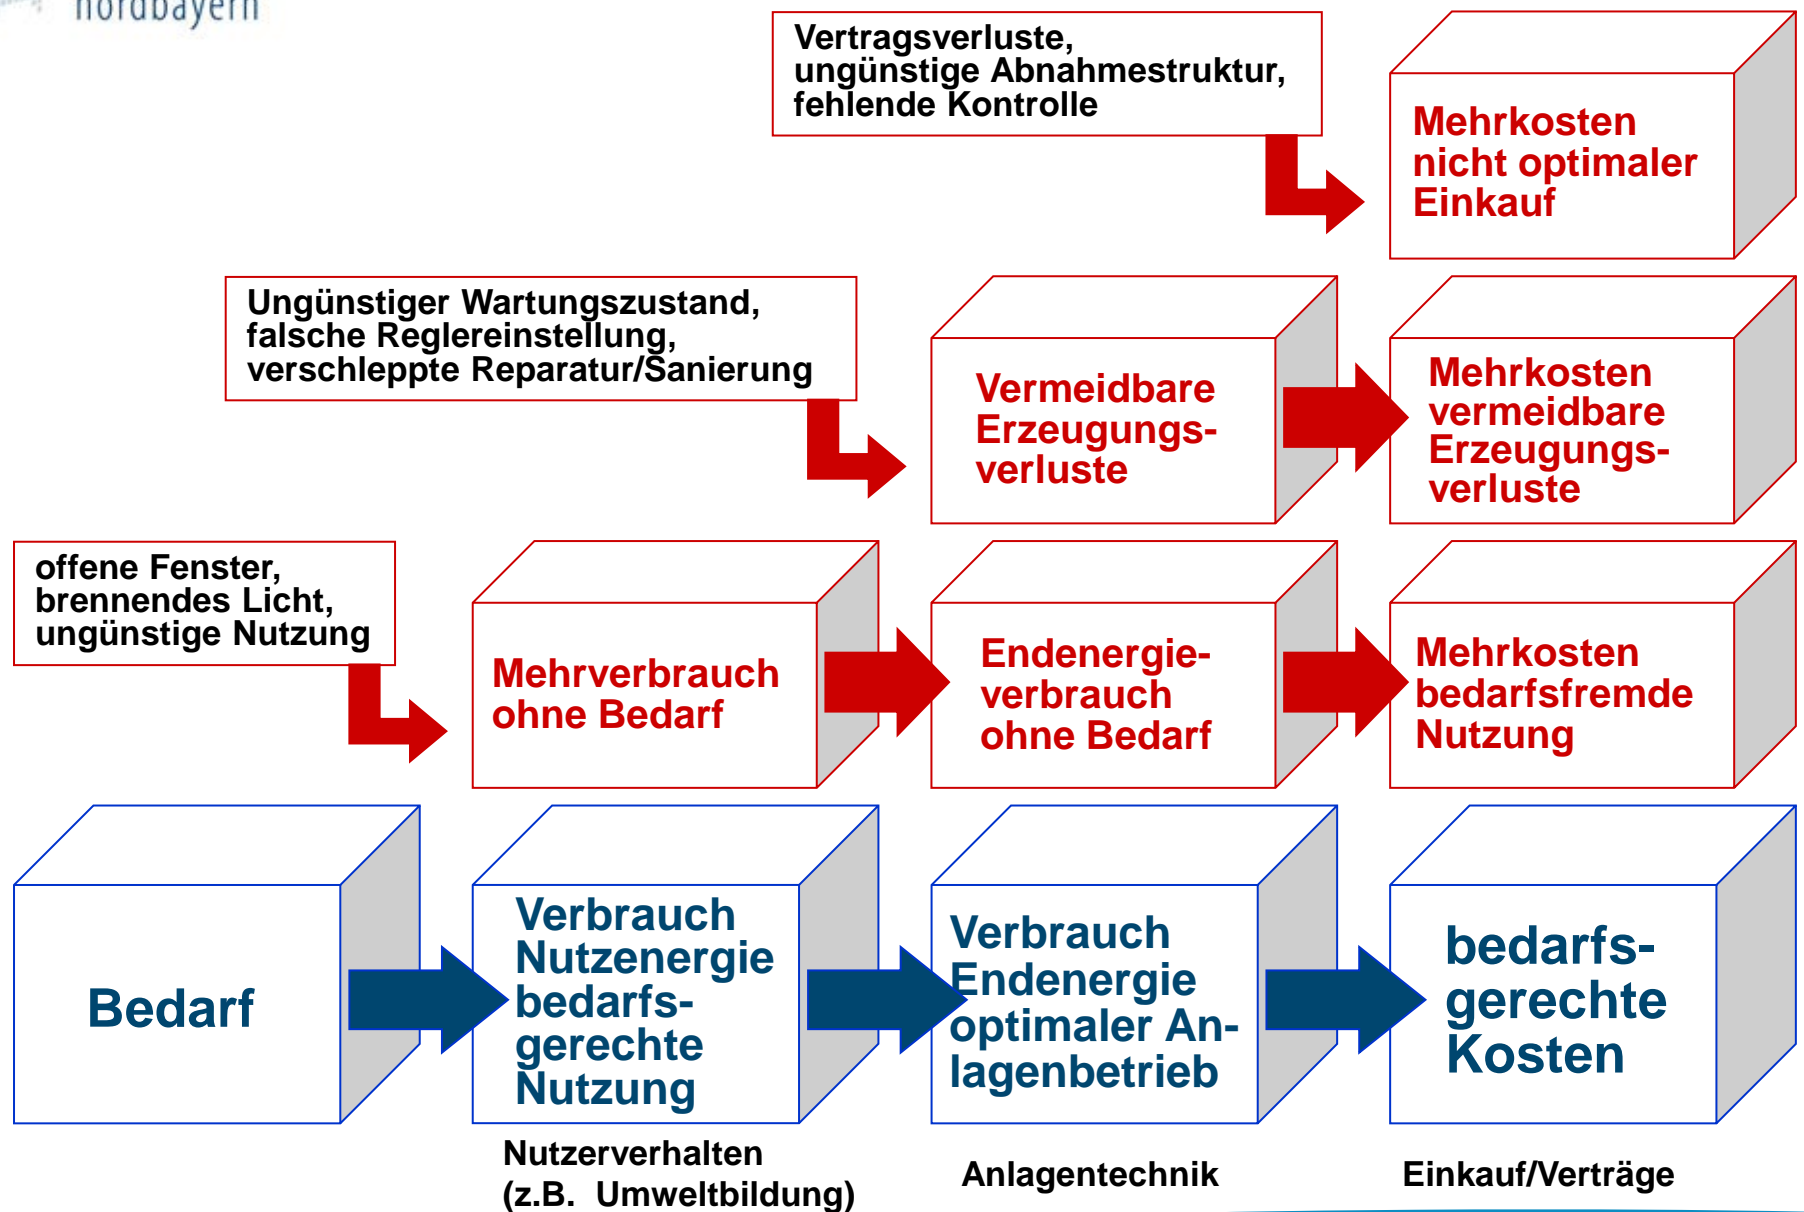 nordbayern
Vertragsverluste,
ungünstige Abnahmestruktur,
fehlende Kontrolle
Mehrkosten
nicht optimaler
Einkauf
Ungünstiger Wartungszustand,
falsche Reglereinstellung,
verschleppte Reparatur/Sanierung
Vermeidbare
Erzeugungs-
verluste
Mehrkosten
vermeidbare
Erzeugungs-
verluste
offene Fenster,
brennendes Licht,
ungünstige Nutzung
Mehrverbrauch
ohne Bedarf
Endenergie-
verbrauch
ohne Bedarf
Mehrkosten
bedarfsfremde
Nutzung
Bedarf
Verbrauch
Nutzenergie
bedarfs-
gerechte
Nutzung
Verbrauch
Endenergie
optimaler An-
lagenbetrieb
bedarfs-
gerechte
Kosten
Nutzerverhalten
(z.B. Umweltbildung)
Anlagentechnik
Einkauf/Verträge